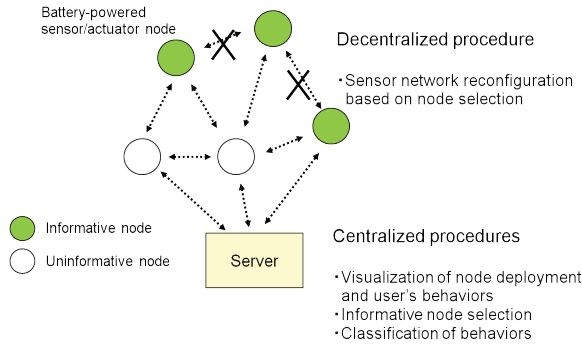 Battery-powered
sensor/actuator node
Decentralized procedure
・Sensor network reconfiguration
based on node selection
Informative node
Uninformative node
Server
Centralized procedures
・Visualization of node deployment
and user's behaviors
・Informative node selection
・Classification of behaviors